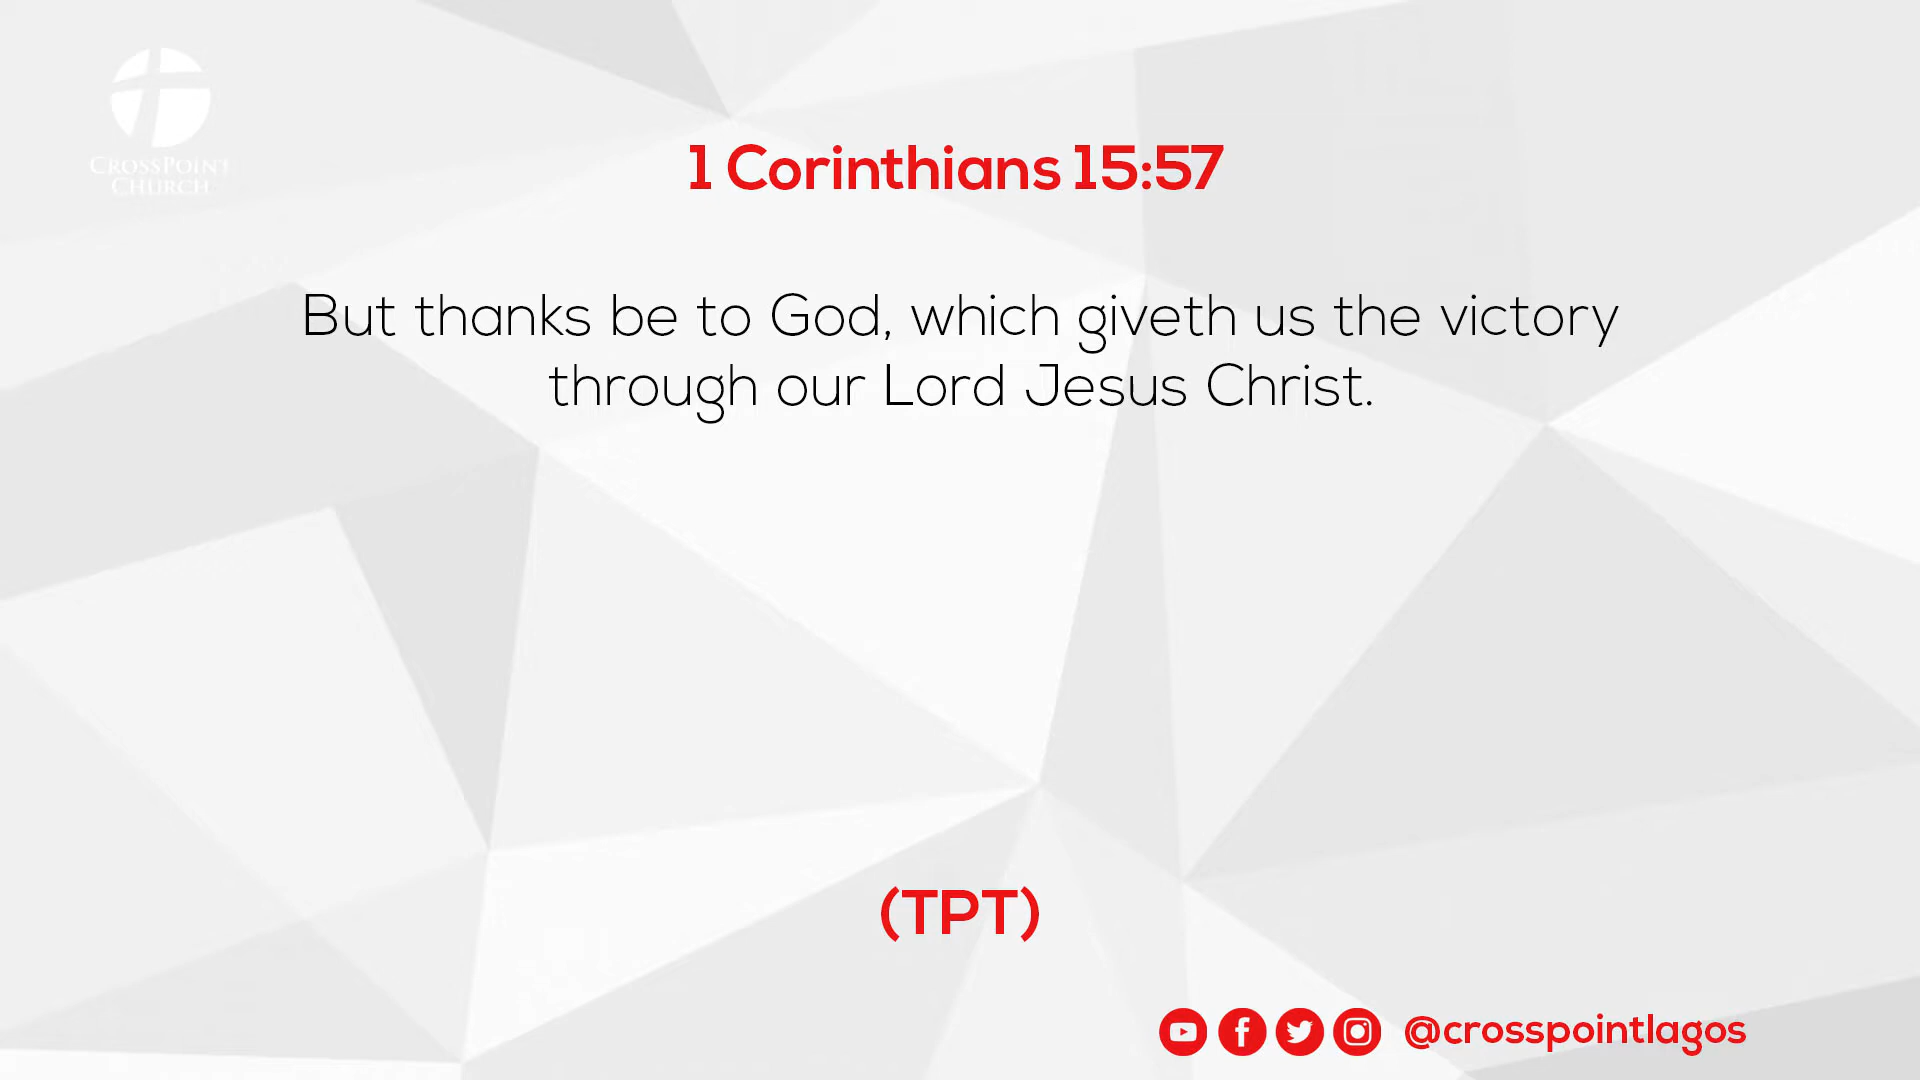 CROSSPOINT
CHURCH
1 Corinthians 15:57
But thanks be to God, which giveth us the victory
through our Lord Jesus Christ.
(TPT)
@crosspointlagos